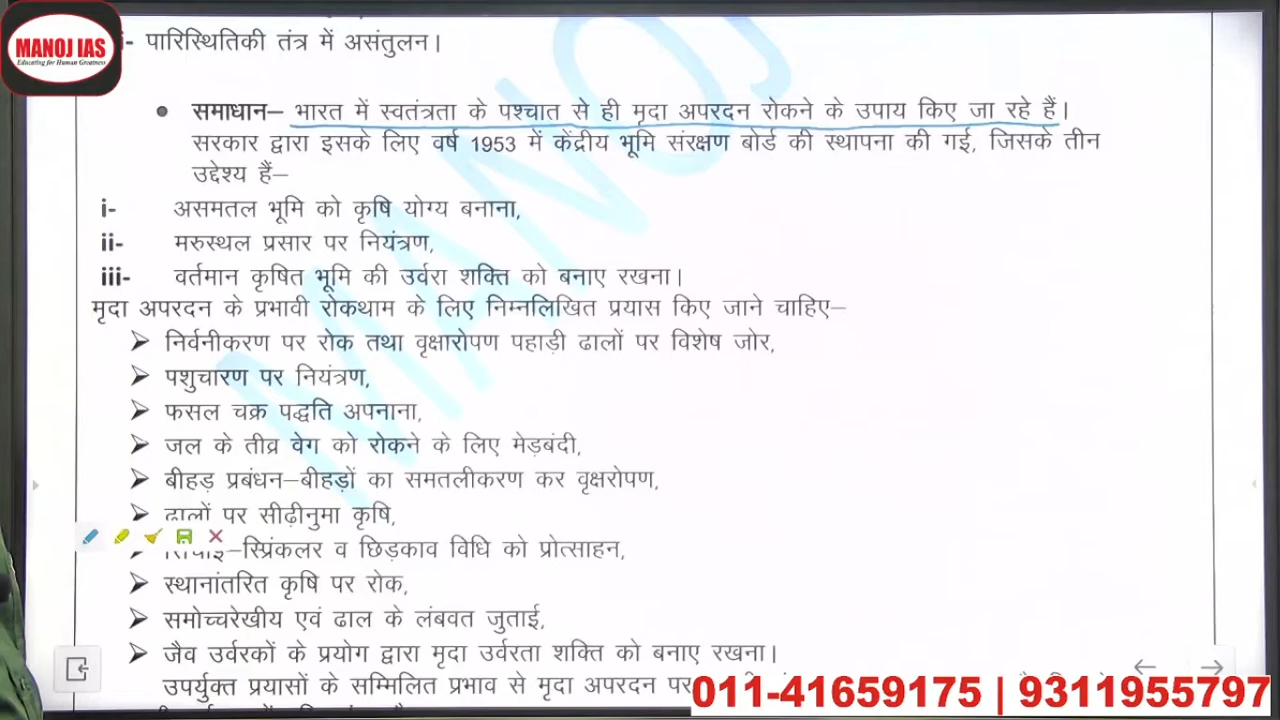 MANOJ IAS
Educating for Human Greatness
i- पारिस्थितिकी तंत्र में असंतुलन।
● समाधान– भारत में स्वतंत्रता के पश्चात से ही मृदा अपरदन रोकने के उपाय किए जा रहे हैं।
सरकार द्वारा इसके लिए वर्ष 1953 में केंद्रीय भूमि संरक्षण बोर्ड की स्थापना की गई, जिसके तीन
उद्देश्य हैं–
i- असमतल भूमि को कृषि योग्य बनाना,
ii- मरुस्थल प्रसार पर नियंत्रण,
iii- वर्तमान कृषित भूमि की उर्वरा शक्ति को बनाए रखना।
मृदा अपरदन के प्रभावी रोकथाम के लिए निम्नलिखित प्रयास किए जाने चाहिए–
➢ निर्वनीकरण पर रोक तथा वृक्षारोपण पहाड़ी ढालों पर विशेष जोर,
➢ पशुचारण पर नियंत्रण,
➢ फसल चक्र पद्धति अपनाना,
➢ जल के तीव्र वेग को रोकने के लिए मेड़बंदी,
➢ बीहड़ प्रबंधन–बीहड़ों का समतलीकरण कर वृक्षरोपण,
➢ ढालों पर सीढ़ीनुमा कृषि,
–स्प्रिंकलर व छिड़काव विधि को प्रोत्साहन,
➢ स्थानांतरित कृषि पर रोक,
➢ समोच्चरेखीय एवं ढाल के लंबवत जुताई,
➢ जैव उर्वरकों के प्रयोग द्वारा मृदा उर्वरता शक्ति को बनाए रखना।
उपर्युक्त प्रयासों के सम्मिलित प्रभाव से मृदा अपरदन पर
011-41659175 | 9311955797
MANOJ